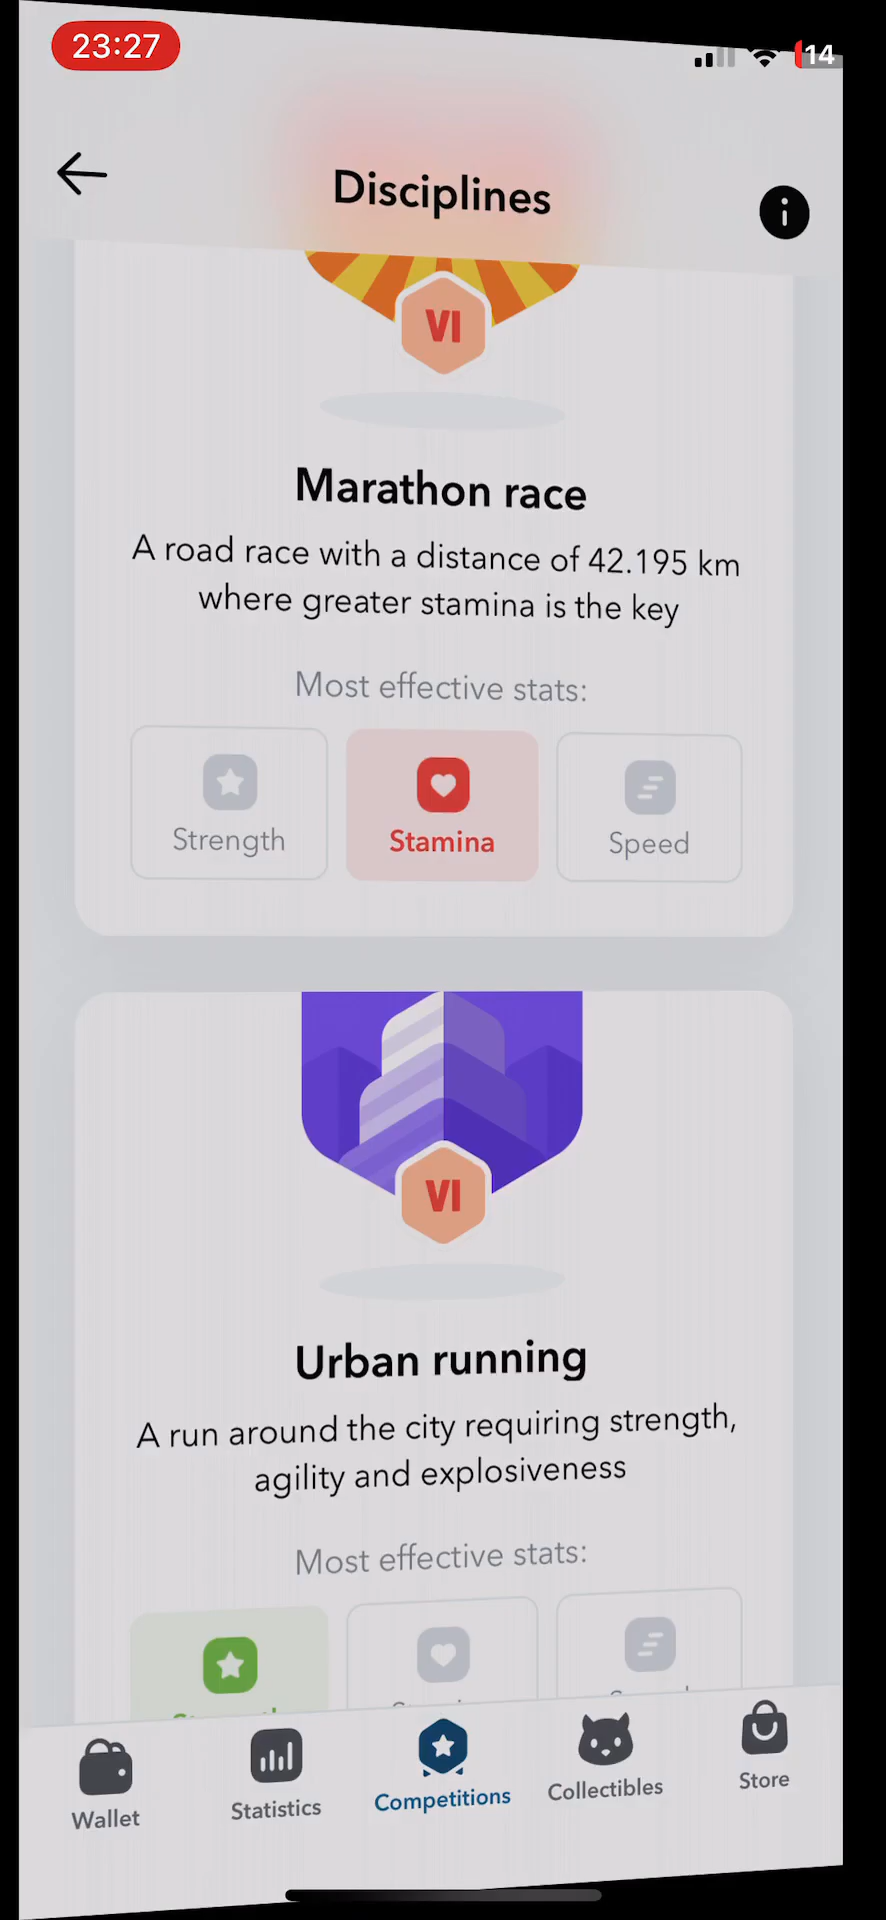 23:27
14
Disciplines
VI
Marathon race
A road race with a distance of 42.195 km
where greater stamina is the key
Most effective stats:
Strength
Stamina
Speed
VI
Urban running
A run around the city requiring strength,
agility and explosiveness
Most effective stats:
Wallet
Statistics
Competitions
Collectibles
Store